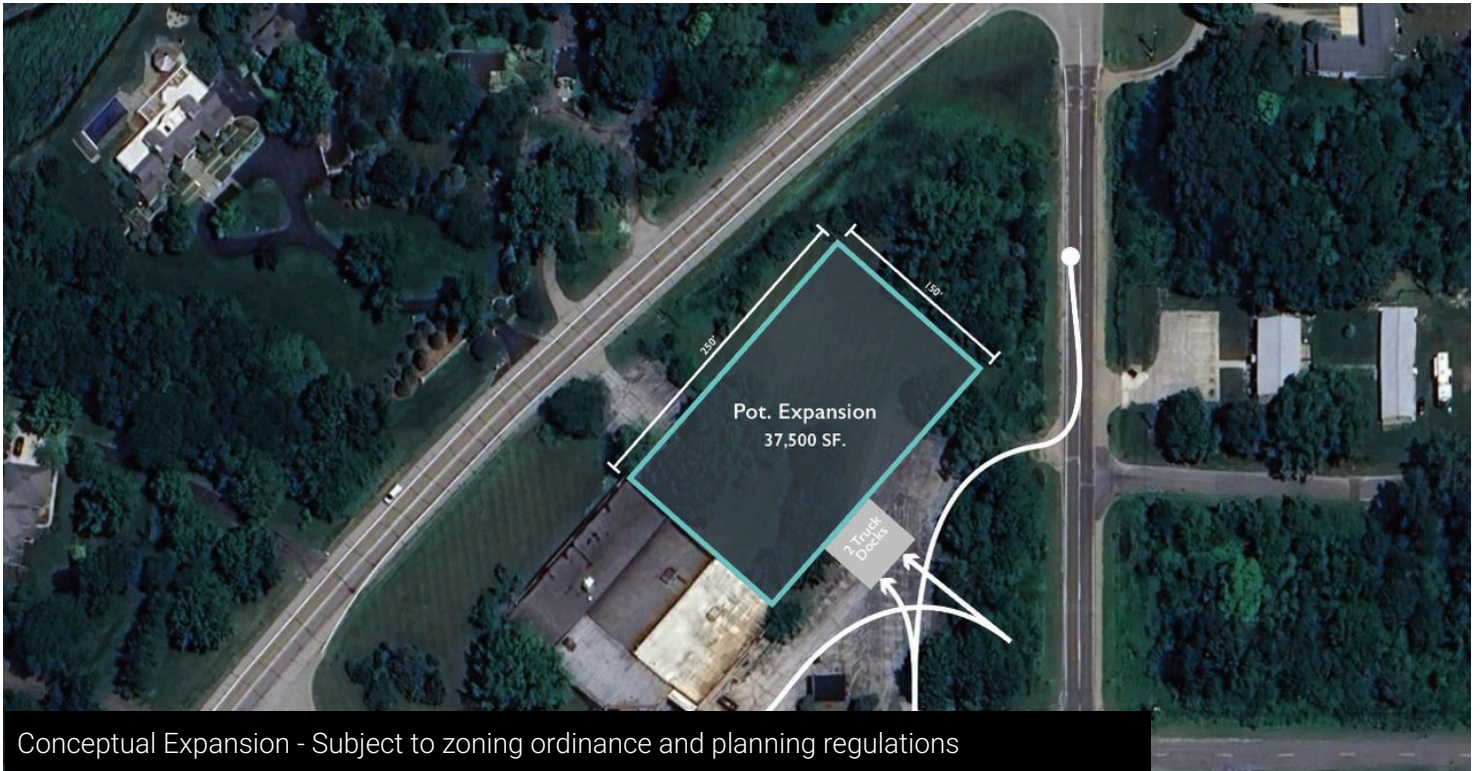 250'
150'
Pot. Expansion
37,500 SF.
2 Truck
Docks
Conceptual Expansion - Subject to zoning ordinance and planning regulations